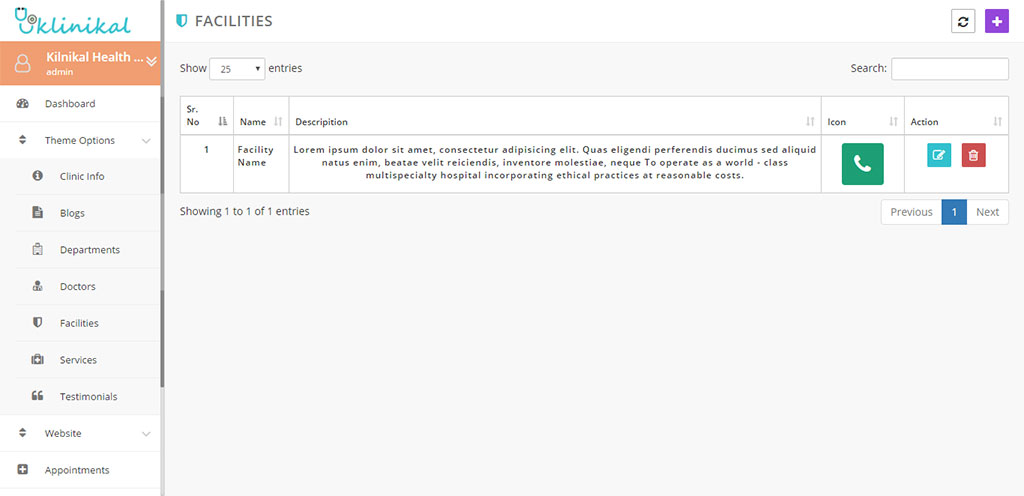 klinikal
Kilnikal Health ...
admin
Dashboard
Theme Options
Clinic Info
Blogs
Departments
Doctors
Facilities
Services
Testimonials
Website
Appointments
FACILITIES
Show 25 entries
Search:
Sr. No Name Descripition Icon Action
1 Facility Name
Lorem ipsum dolor sit amet, consectetur adipisicing elit. Quas eligendi perferendis ducimus sed aliquid
natus enim, beatae velit reiciendis, inventore molestiae, neque To operate as a world - class
multispecialty hospital incorporating ethical practices at reasonable costs.
Showing 1 to 1 of 1 entries
Previous 1 Next